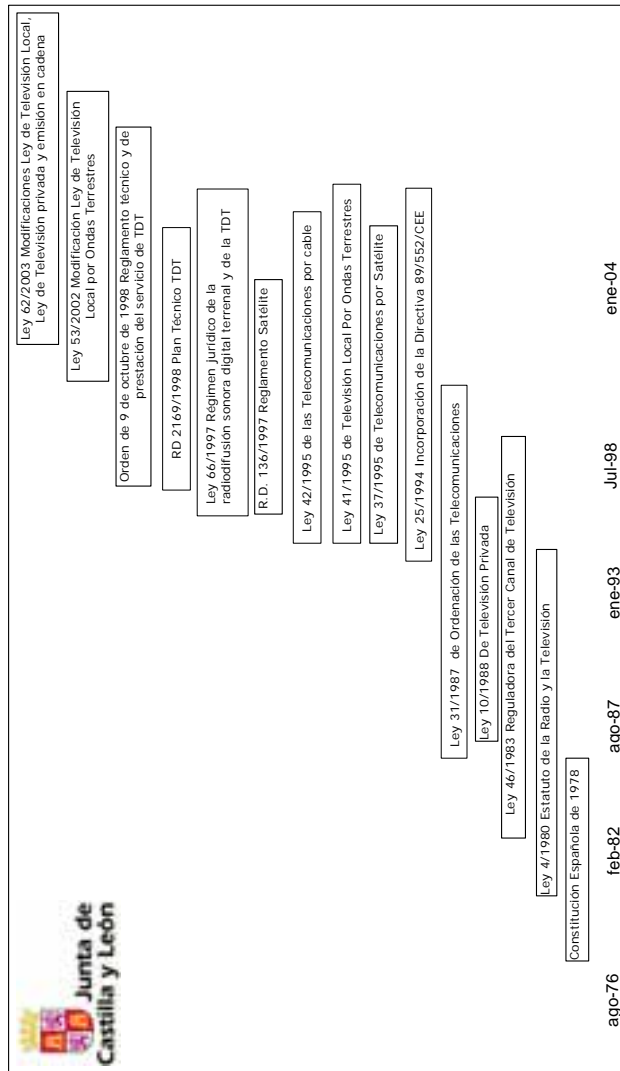 Junta de
Castilla y León
Ley 62/2003 Modificaciones Ley de Televisión Local,
Ley de Televisión privada y emisión en cadena
Ley 53/2002 Modificación Ley de Televisión
Local por Ondas Terrestres
Orden de 9 de octubre de 1998 Reglamento técnico y de
prestación del servicio de TDT
RD 2169/1998 Plan Técnico TDT
Ley 66/1997 Régimen jurídico de la
radiodifusión sonora digital terrenal y de la TDT
R.D. 136/1997 Reglamento Satélite
Ley 42/1995 de las Telecomunicaciones por cable
Ley 41/1995 de Televisión Local Por Ondas Terrestres
Ley 37/1995 de Telecomunicaciones por Satélite
Ley 25/1994 Incorporación de la Directiva 89/552/CEE
Ley 31/1987 de Ordenación de las Telecomunicaciones
Ley 10/1988 De Televisión Privada
Ley 46/1983 Reguladora del Tercer Canal de Televisión
Ley 4/1980 Estatuto de la Radio y la Televisión
Constitución Española de 1978
ago-76 feb-82 ago-87 ene-93 Jul-98 ene-04